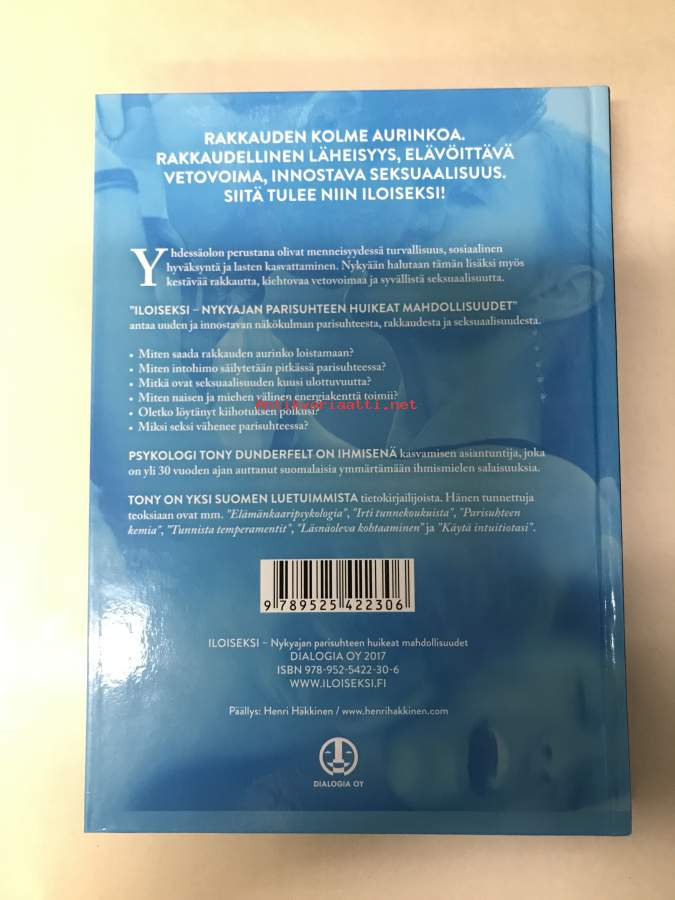 RAKKAUDEN KOLME AURINKOA.
RAKKAUDELLINEN LÄHEISYYS, ELÄVÖITTÄVÄ
VETOVOIMA, INNOSTAVA SEKSUAALISUUS.
SIITÄ TULEE NIIN ILOISEKSI!
Yhdessäolon perustana olivat menneisyydessä turvallisuus, sosiaalinen
hyväksyntä ja lasten kasvattaminen. Nykyään halutaan tämän lisäksi myös
kestävää rakkautta, kiehtovaa vetovoimaa ja syvällistä seksuaalisuutta.
"ILOISEKSI – NYKYAJAN PARISUHTEEN HUIKEAT MAHDOLLISUUDET"
antaa uuden ja innostavan näkökulman parisuhteesta, rakkaudesta ja seksuaalisuudesta.
• Miten saada rakkauden aurinko loistamaan?
• Miten intohimo säilytetään pitkässä parisuhteessa?
• Mitkä ovat seksuaalisuuden kuusi ulottuvuutta?
• Miten naisen ja miehen välinen energiakenttä toimii?
Antikvariaatti.net
• Oletko löytänyt kiihotuksen polkusi?
• Miksi seksi vähenee parisuhteessa?
PSYKOLOGI TONY DUNDERFELT ON IHMISENÄ kasvamisen asiantuntija, joka
on yli 30 vuoden ajan auttanut suomalaisia ymmärtämään ihmismielen salaisuuksia.
TONY ON YKSI SUOMEN LUETUIMMISTA tietokirjailijoista. Hänen tunnettuja
teoksiaan ovat mm. "Elämänkaaripsykologia", "Irti tunnekoukuista", "Parisuhteen
kemia", "Tunnista temperamentit", "Läsnäoleva kohtaaminen" ja "Käytä intuitiotasi".
9 789525 422306
ILOISEKSI – Nykyajan parisuhteen huikeat mahdollisuudet
DIALOGIA OY 2017
ISBN 978-952-5422-30-6
WWW.ILOISEKSI.FI
Päällys: Henri Häkkinen / www.henrihakkinen.com
DIALOGIA OY